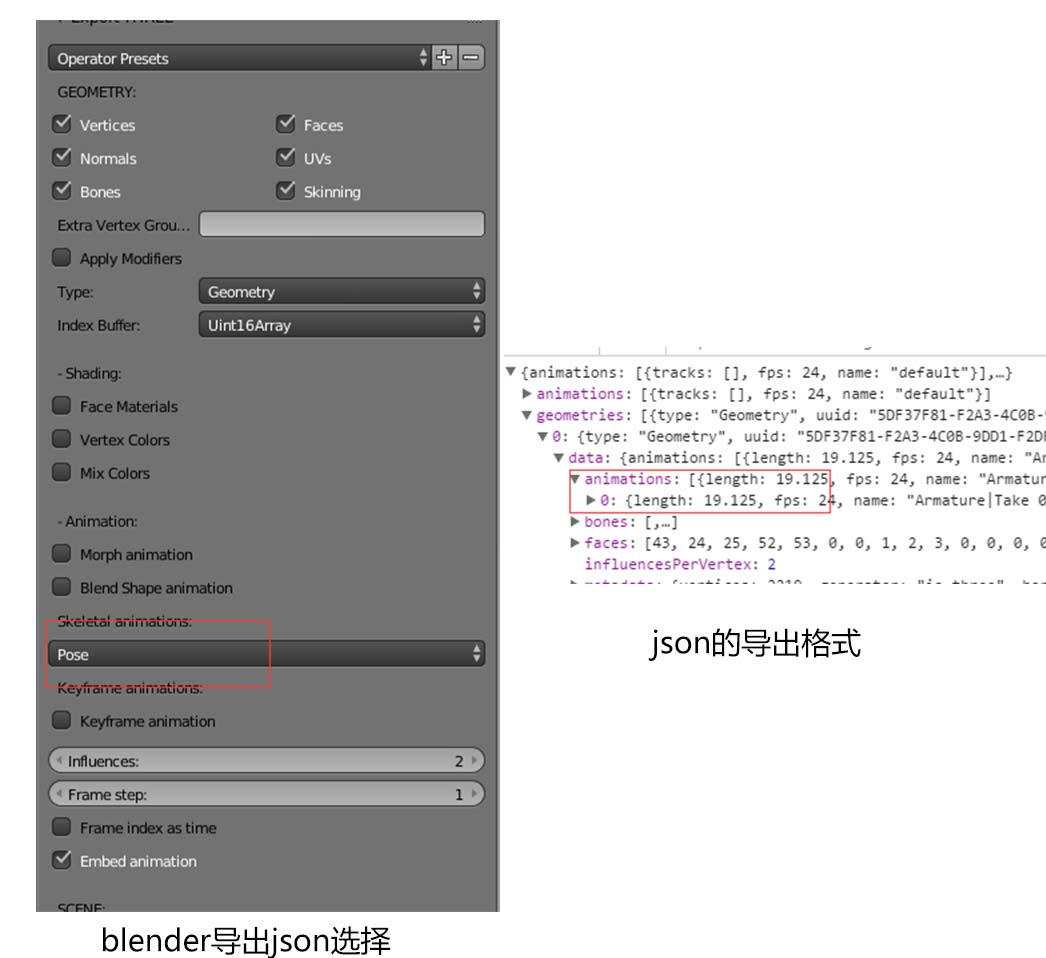 Export THREE
Operator Presets
GEOMETRY:
Vertices
Faces
Normals
UVs
Bones
Skinning
Extra Vertex Grou...
Apply Modifiers
Type:
Geometry
Index Buffer:
Uint16Array
- Shading:
Face Materials
Vertex Colors
Mix Colors
- Animation:
Morph animation
Blend Shape animation
Skeletal animations:
Pose
Keyframe animations:
Keyframe animation
Influences: 2
Frame step: 1
Frame index as time
Embed animation
SCENE:
blender导出json选择
{animations: [{tracks: [], fps: 24, name: "default"}],…}
animations: [{tracks: [], fps: 24, name: "default"}]
geometries: [{type: "Geometry", uuid: "5DF37F81-F2A3-4C0B-
0: {type: "Geometry", uuid: "5DF37F81-F2A3-4C0B-9DD1-F2D
data: {animations: [{length: 19.125, fps: 24, name: "Ar
animations: [{length: 19.125, fps: 24, name: "Armatur
0: {length: 19.125, fps: 24, name: "Armature|Take 0
bones: [,…]
faces: [43, 24, 25, 52, 53, 0, 0, 1, 2, 3, 0, 0, 0, 0
influencesPerVertex: 2
json的导出格式